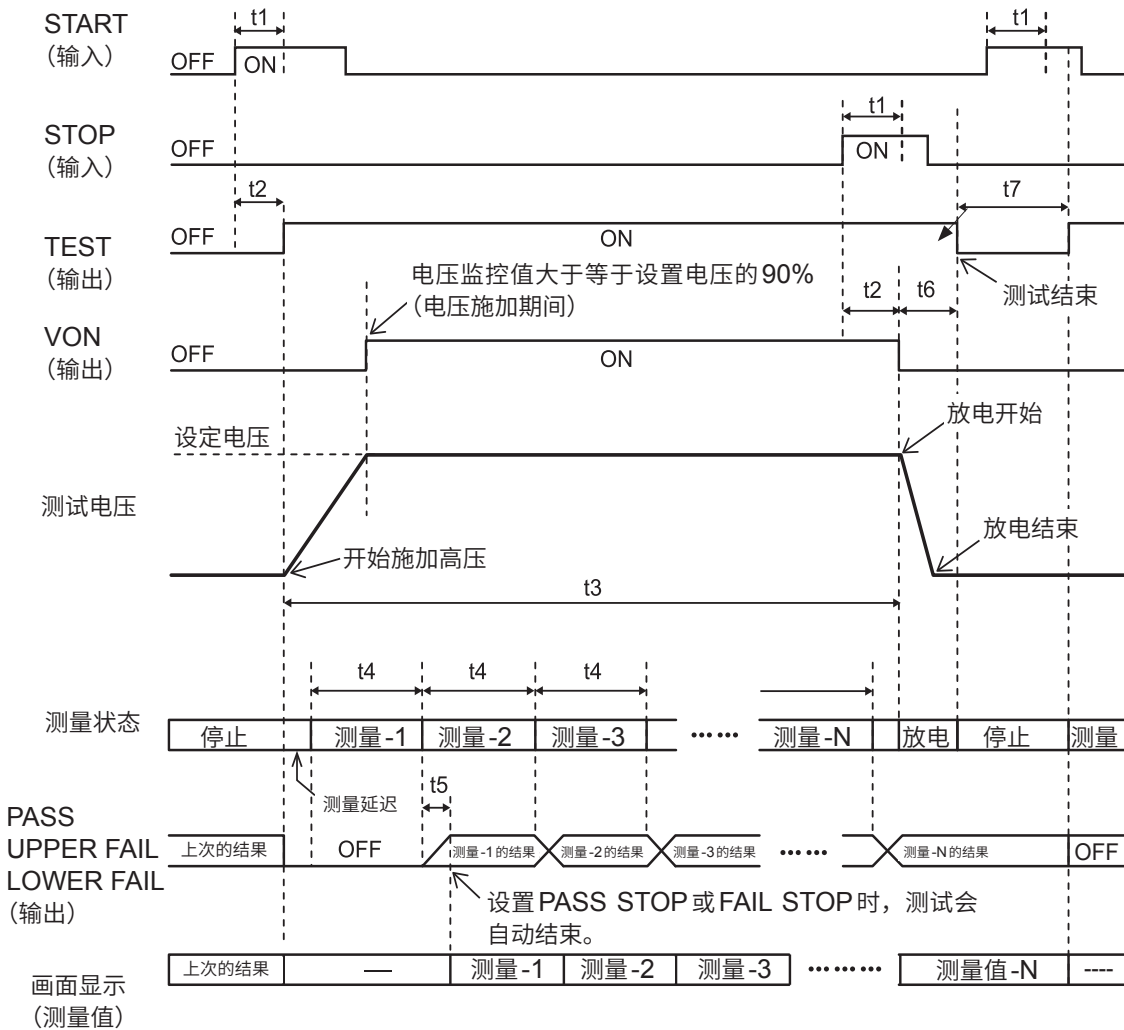 START
（输入）
OFF
ON
t1
t1
STOP
（输入）
OFF
ON
t1
TEST
（输出）
OFF
t2
ON
t7
测试结束
电压监控值大于等于设置电压的90%
（电压施加期间）
t2
t6
VON
（输出）
OFF
ON
设定电压
放电开始
测试电压
开始施加高压
放电结束
t3
t4
t4
t4
测量状态
停止
测量-1
测量-2
测量-3
……
测量-N
放电
停止
测量
测量延迟
t5
PASS
UPPER FAIL
LOWER FAIL
（输出）
上次的结果
OFF
测量-1的结果
测量-2的结果
测量-3的结果
……
测量-N的结果
OFF
设置PASS STOP或FAIL STOP时，测试会
自动结束。
画面显示
（测量值）
上次的结果
—
测量-1
测量-2
测量-3
………
测量值-N
----